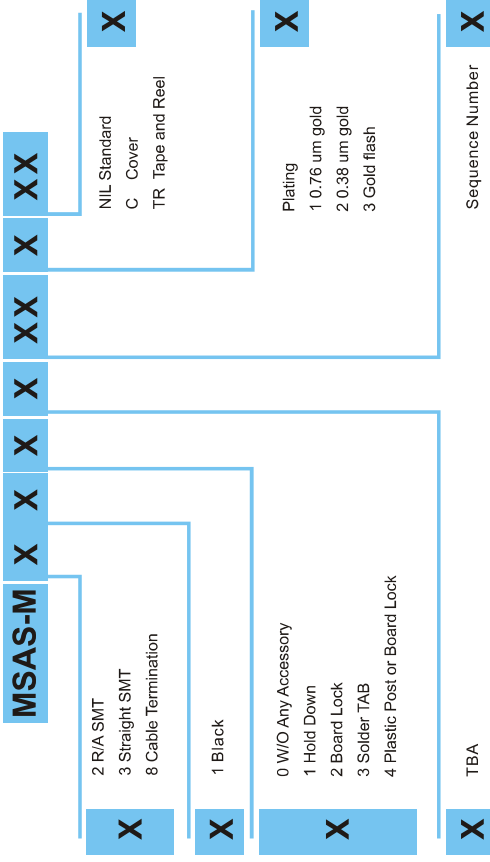 MSAS-M X X X X XX X XX
X
2 R/A SMT
3 Straight SMT
8 Cable Termination
X
1 Black
X
0 W/O Any Accessory
1 Hold Down
2 Board Lock
3 Solder TAB
4 Plastic Post or Board Lock
X
TBA
X
NIL Standard
C Cover
TR Tape and Reel
X
Plating
1 0.76 um gold
2 0.38 um gold
3 Gold flash
X
Sequence Number